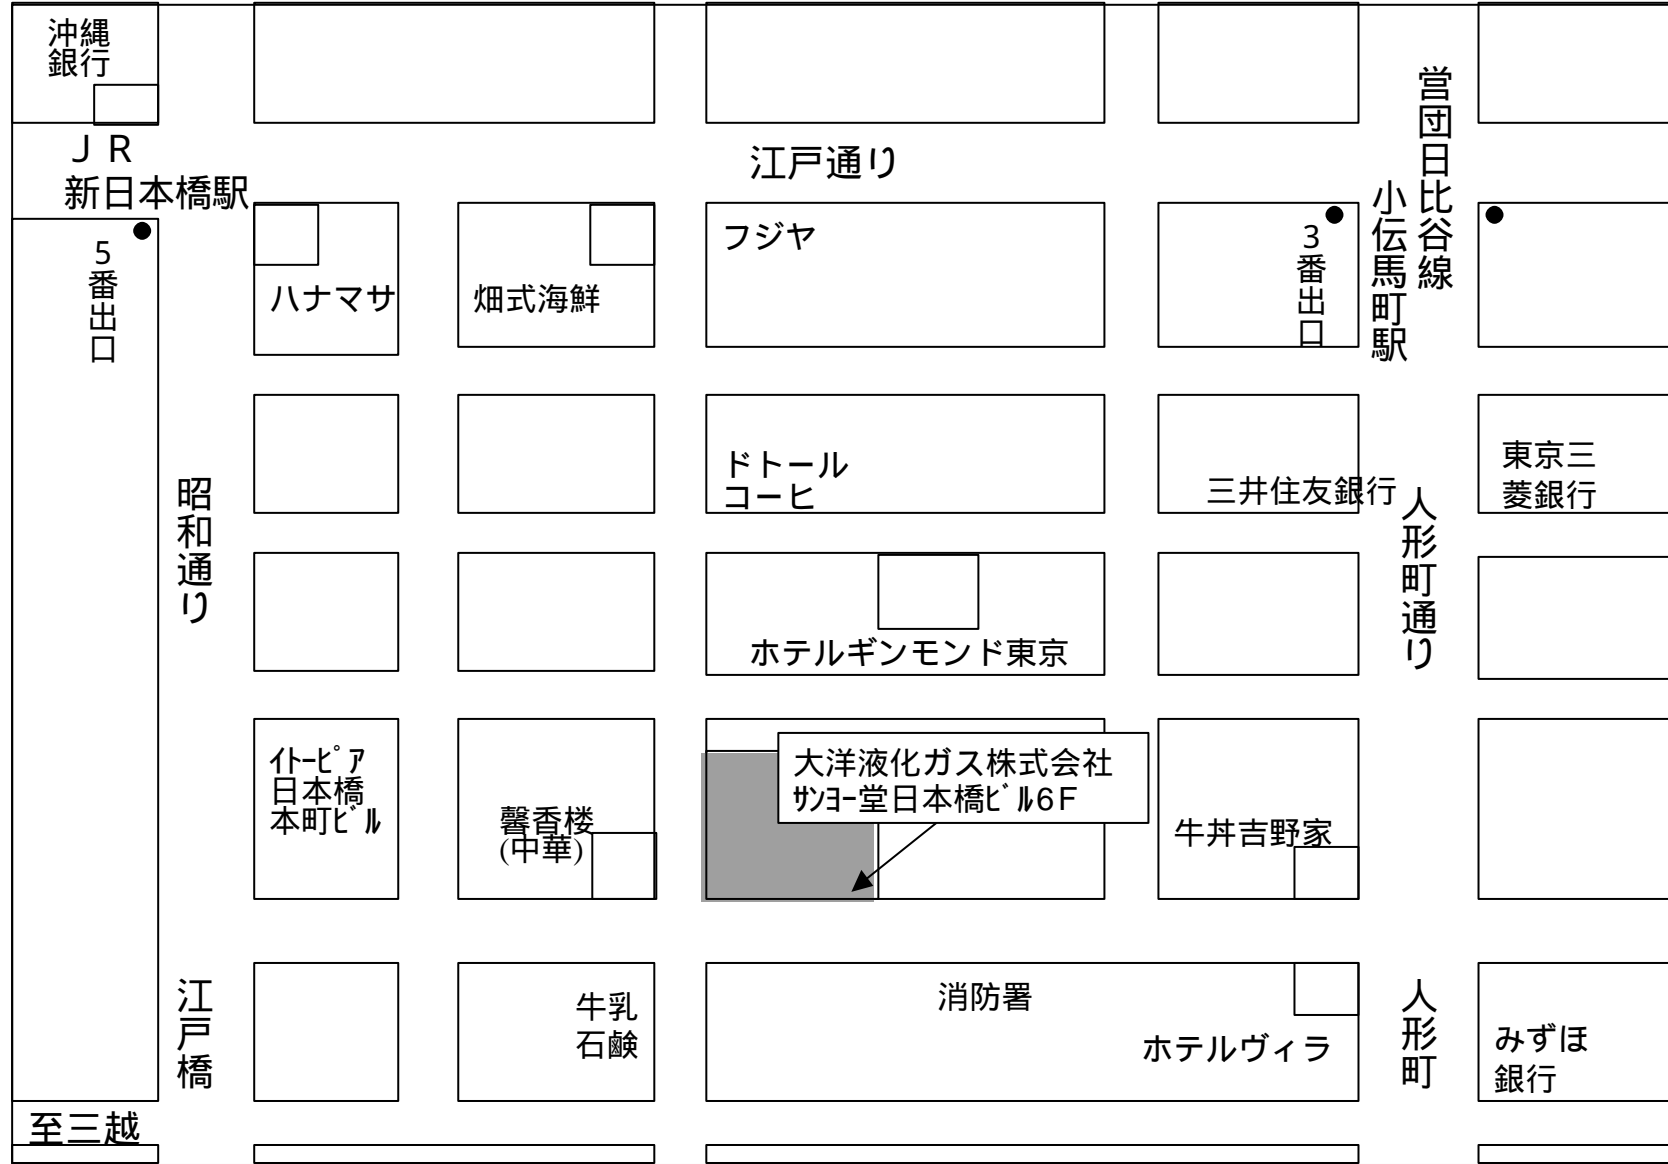 沖縄
銀行
ＪＲ
新日本橋駅
江戸通り
営団日比谷線
小伝馬町駅
5番出口
ハナマサ
畑式海鮮
フジヤ
3番出口
昭和通り
ドトール
コーヒ
三井住友銀行
人形町通り
東京三
菱銀行
ホテルギンモンド東京
ｲﾄｰﾋﾟｱ
日本橋
本町ﾋﾞﾙ
馨香楼
(中華)
大洋液化ガス株式会社
ｻﾝﾖｰ堂日本橋ﾋﾞﾙ6F
牛丼吉野家
江戸橋
牛乳
石鹸
消防署
ホテルヴィラ
人形町
みずほ
銀行
至三越